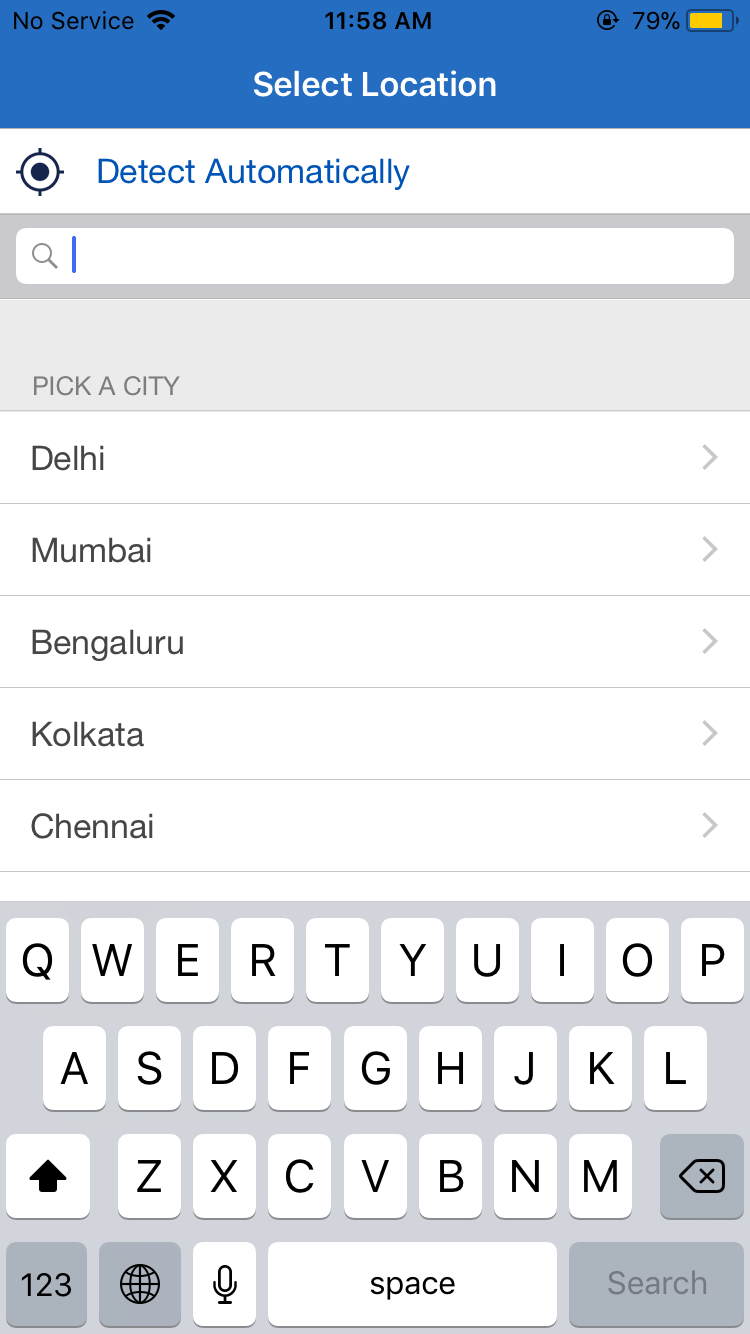 No Service 11:58 AM 79%
Select Location
Detect Automatically
PICK A CITY
Delhi
Mumbai
Bengaluru
Kolkata
Chennai
Q W E R T Y U I O P
A S D F G H J K L
Z X C V B N M
123 space Search